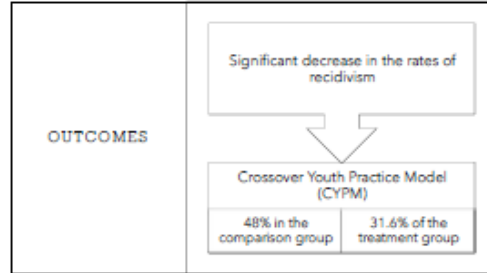 OUTCOMES
Significant decrease in the rates of
recidivism
Crossover Youth Practice Model
(CYPM)
48% in the
comparison group
31.6% of the
treatment group